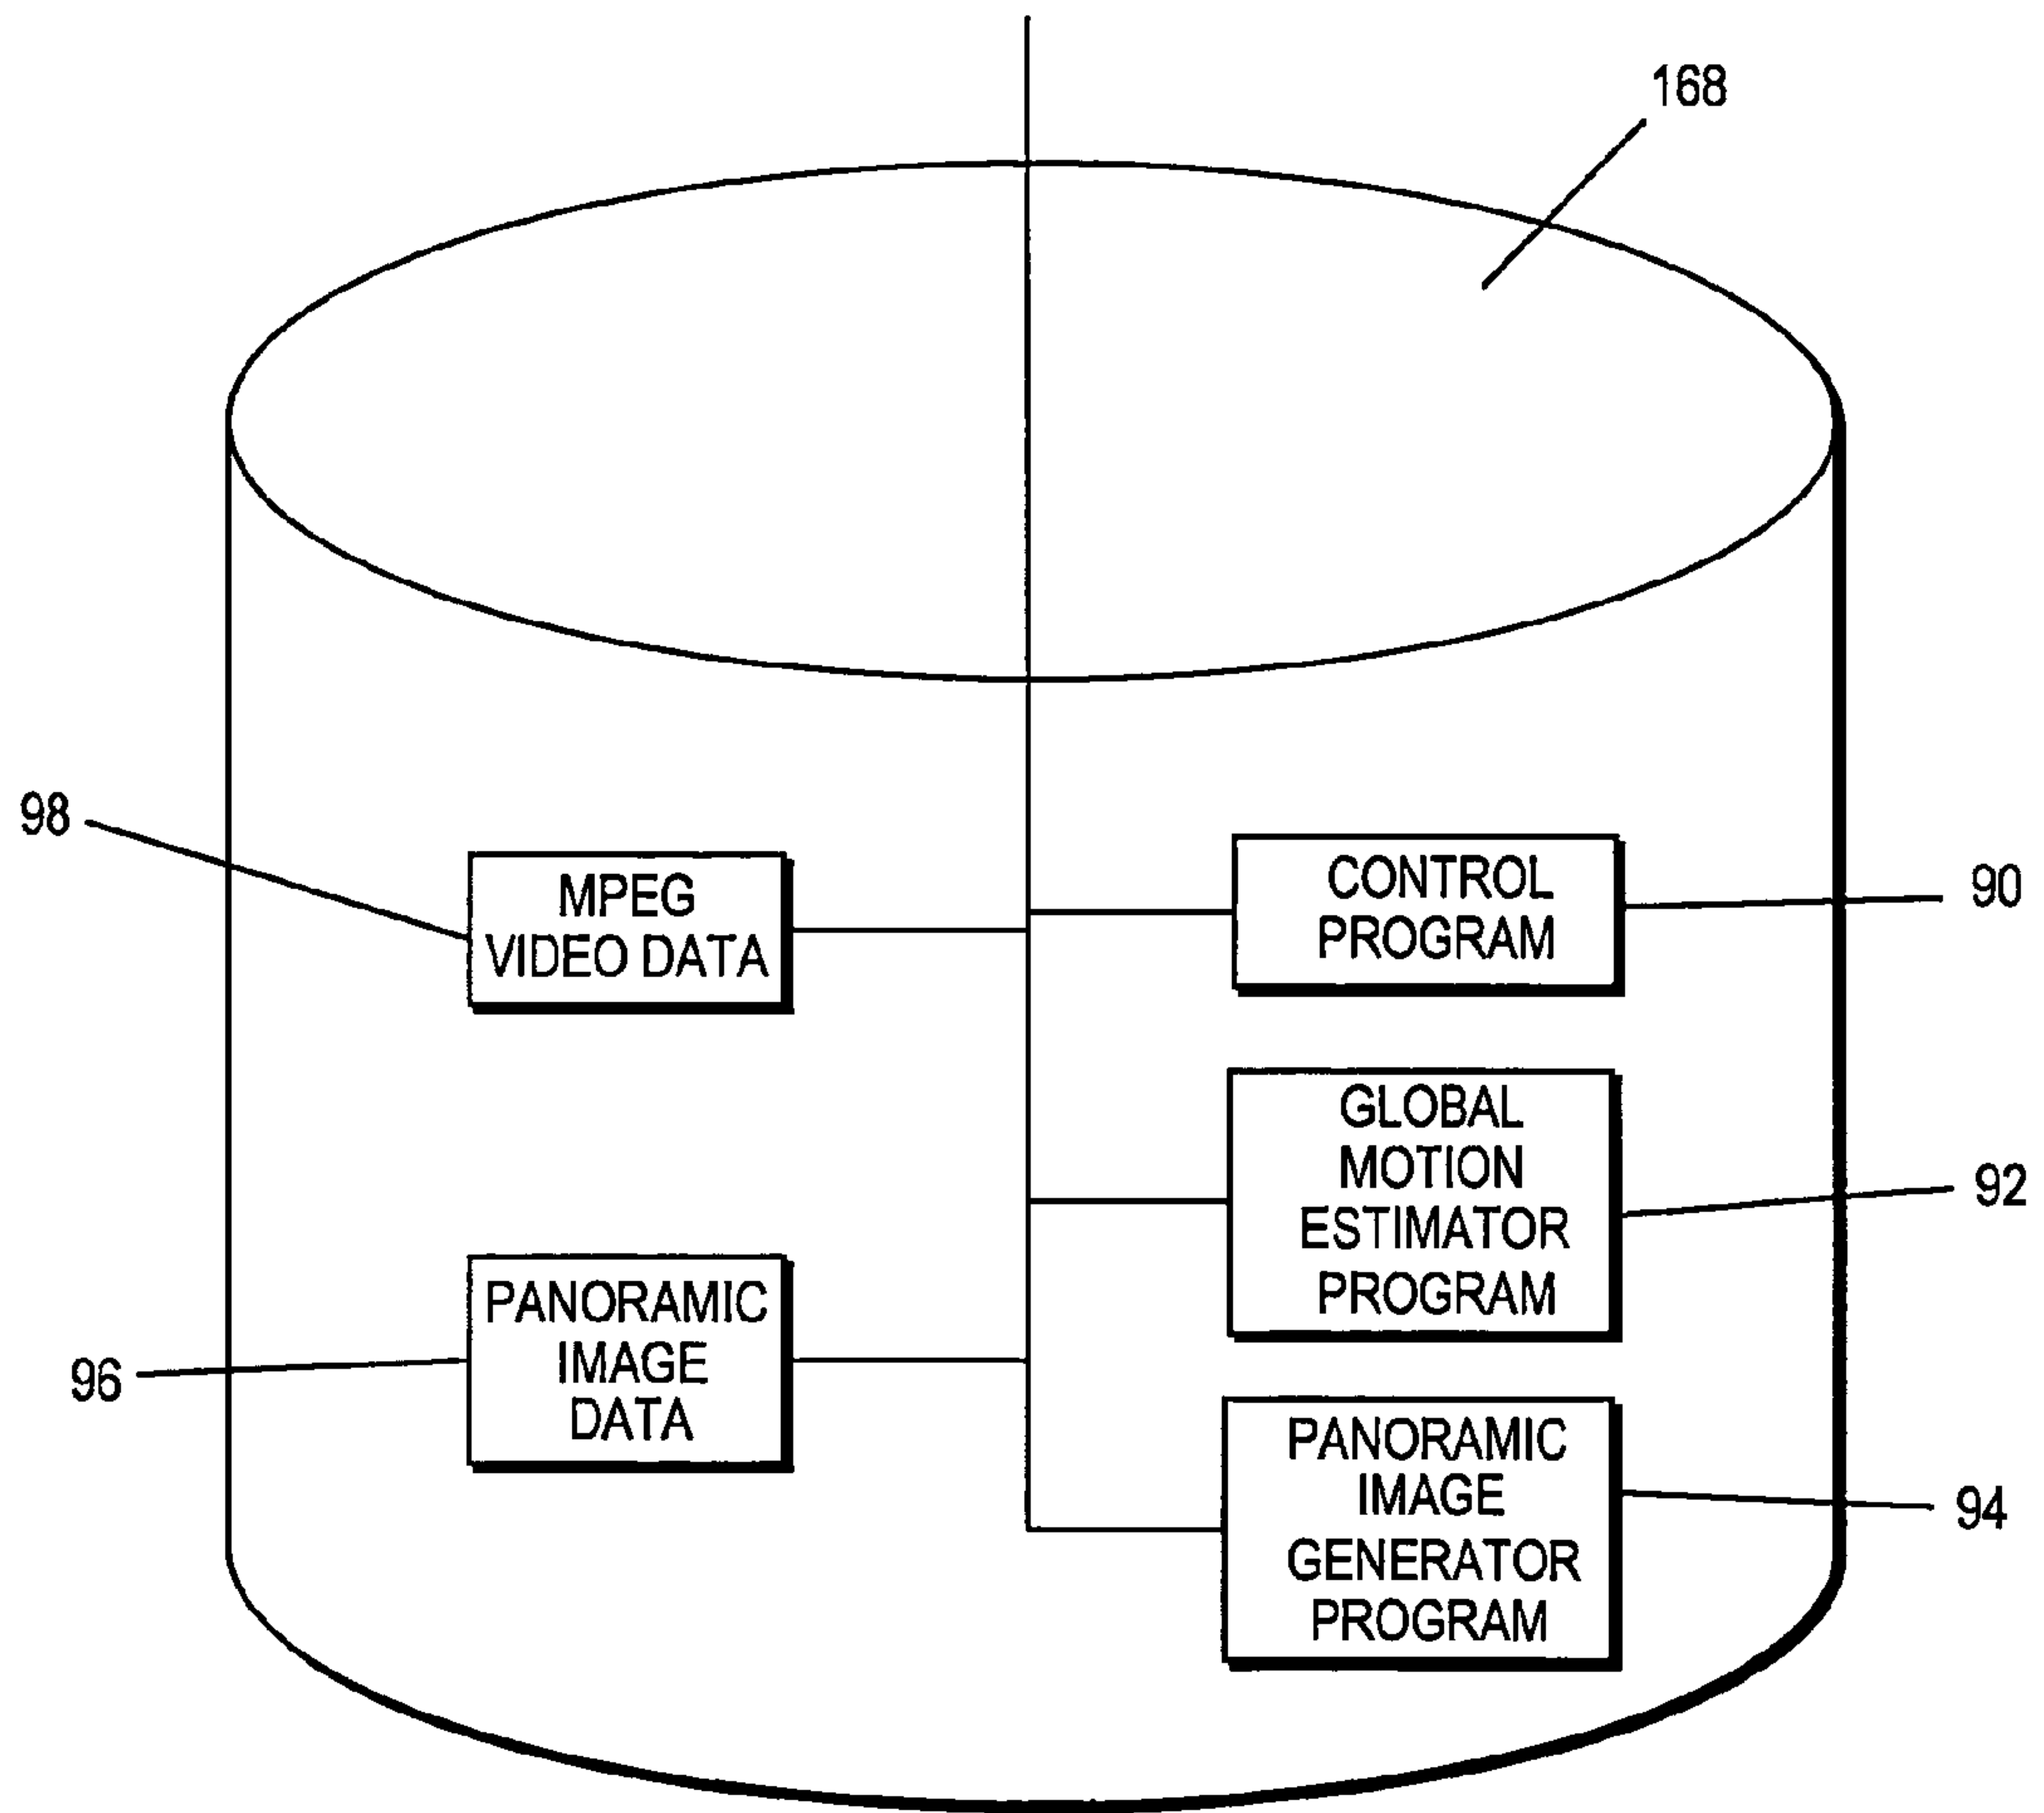 168
98
MPEG
VIDEO DATA
CONTROL
PROGRAM
90
GLOBAL
MOTION
ESTIMATOR
PROGRAM
92
96
PANORAMIC
IMAGE
DATA
PANORAMIC
IMAGE
GENERATOR
PROGRAM
94